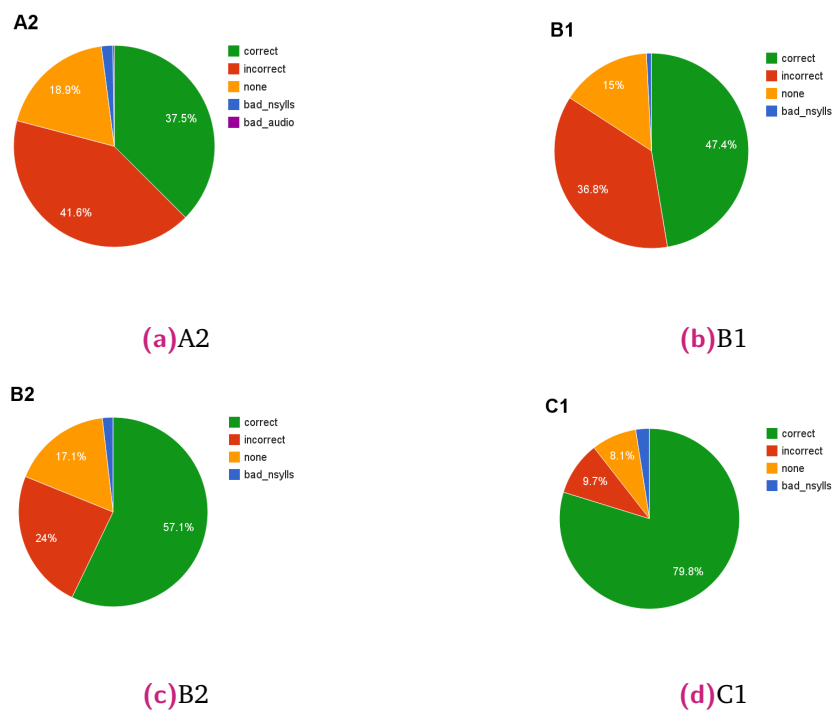 A2
correct
incorrect
none
bad_nsylls
bad_audio
18.9%
37.5%
41.6%
(a)A2
B1
correct
incorrect
none
bad_nsylls
15%
47.4%
36.8%
(b)B1
B2
correct
incorrect
none
bad_nsylls
17.1%
57.1%
24%
(c)B2
C1
correct
incorrect
none
bad_nsylls
8.1%
9.7%
79.8%
(d)C1